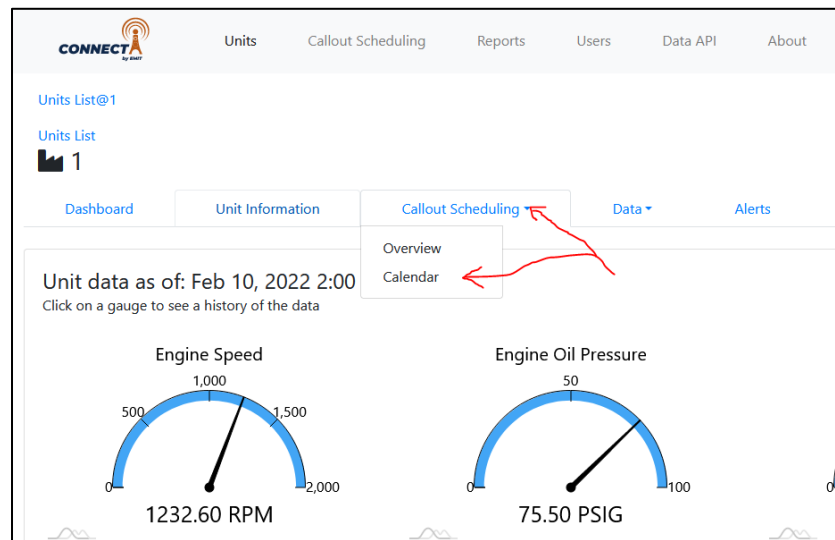 CONNECT
by EMIT
Units Callout Scheduling Reports Users Data API About
Units List@1
Units List
1
Dashboard Unit Information Callout Scheduling Data Alerts
Overview
Calendar
Unit data as of: Feb 10, 2022 2:00
Click on a gauge to see a history of the data
Engine Speed Engine Oil Pressure
1,000 50
500 1,500
0 2,000 0 100 0
1232.60 RPM 75.50 PSIG